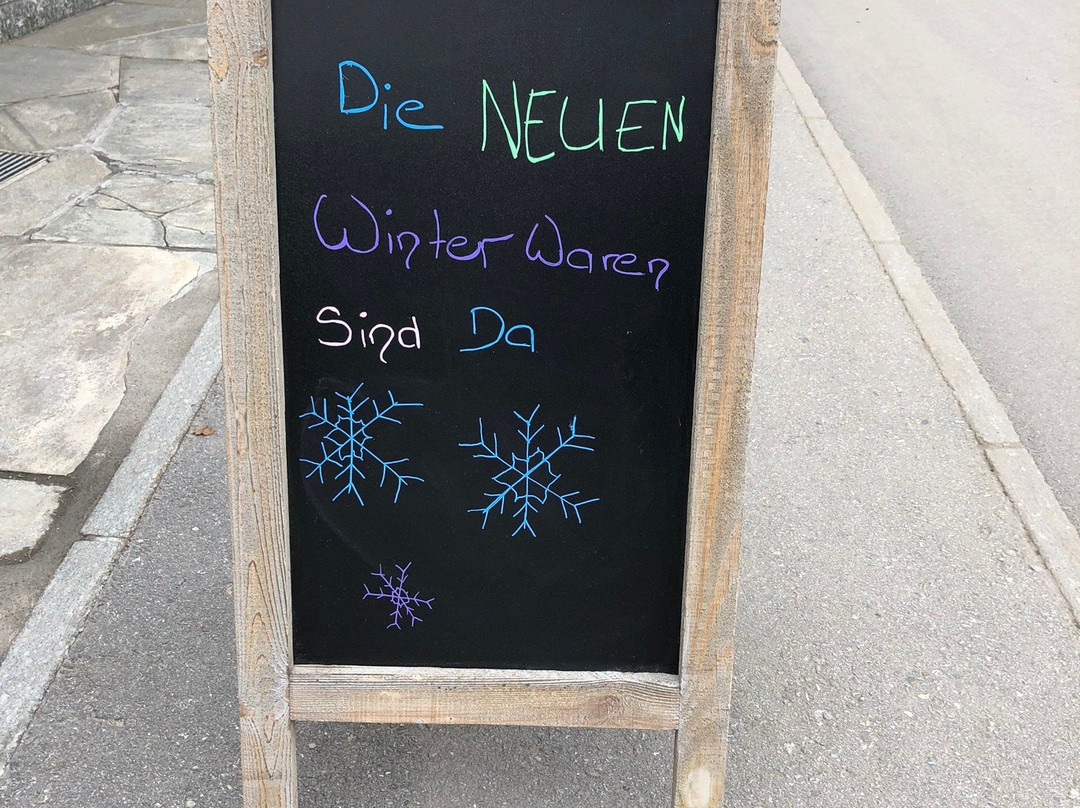 Die NEUEN
Winter Waren
Sind Da